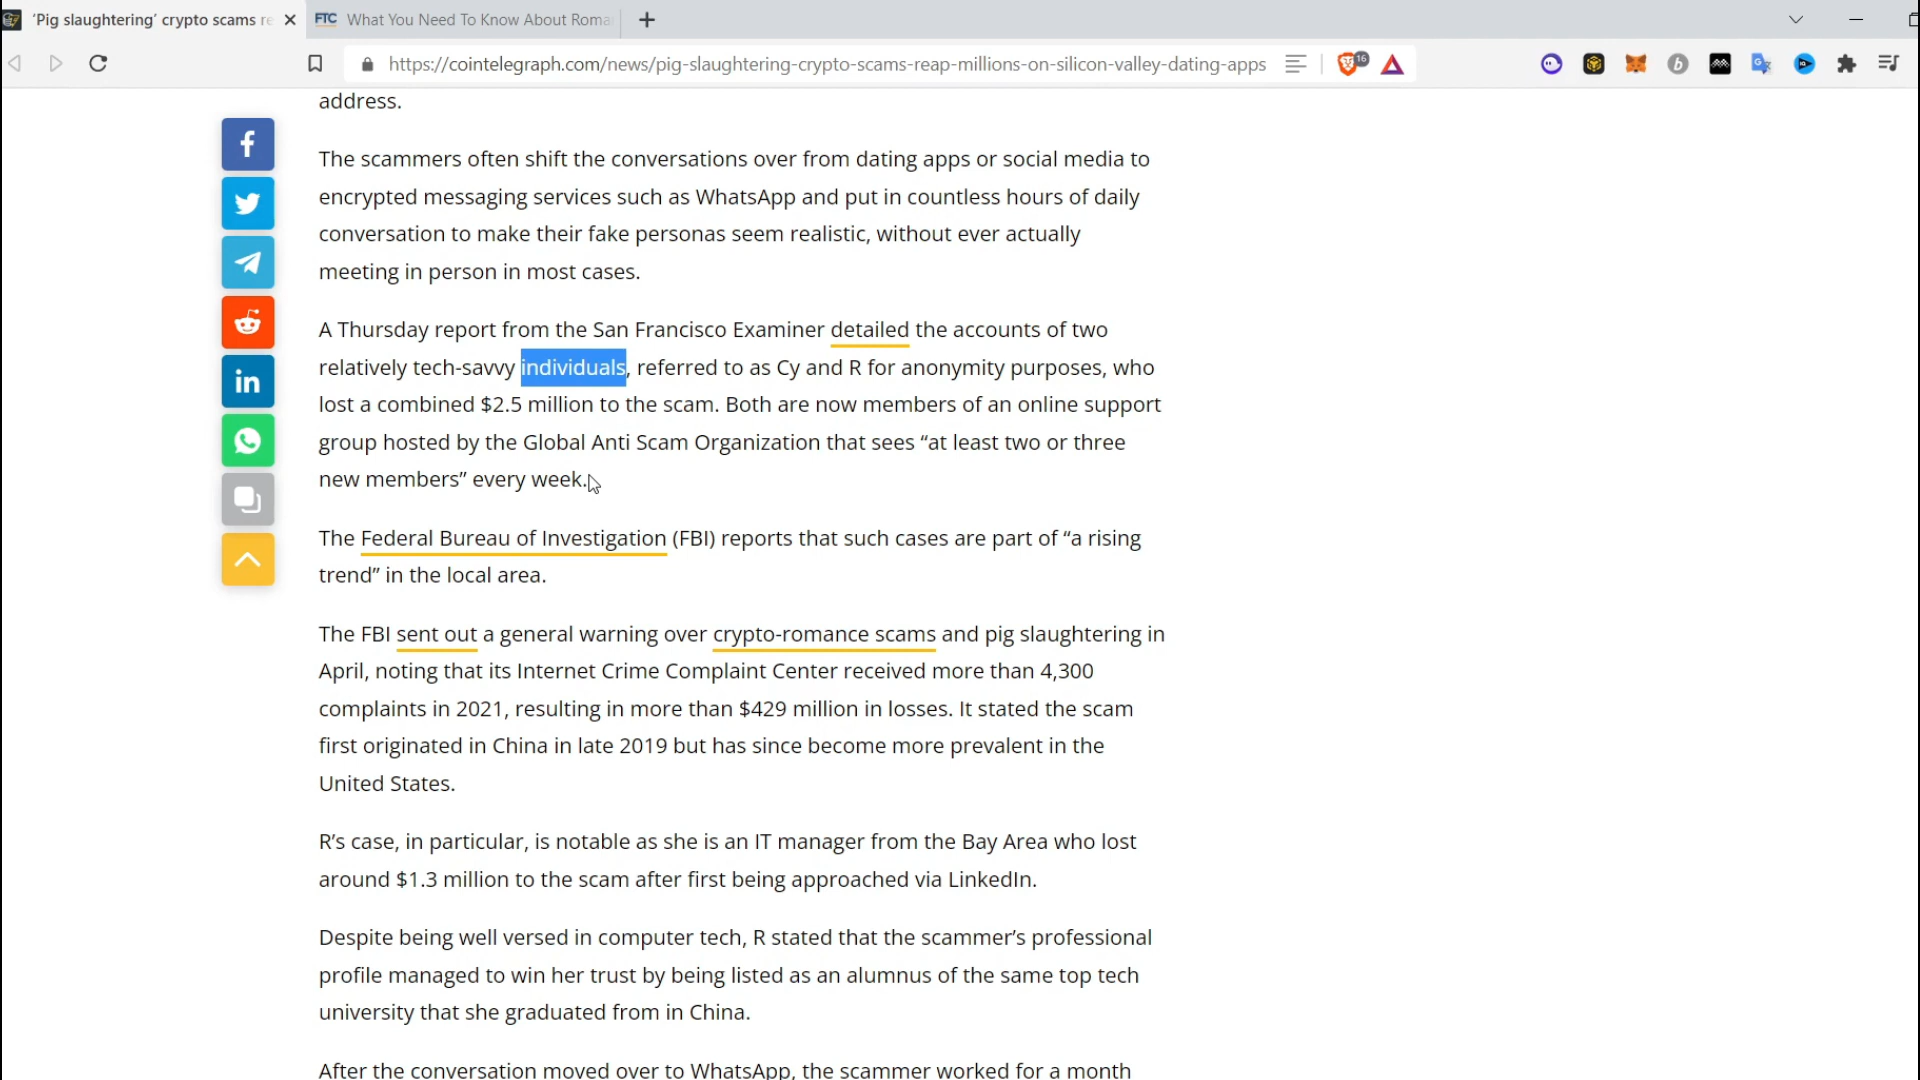 'Pig slaughtering' crypto scams re
FTC What You Need To Know About Roma
https://cointelegraph.com/news/pig-slaughtering-crypto-scams-reap-millions-on-silicon-valley-dating-apps
16
address.
The scammers often shift the conversations over from dating apps or social media to
encrypted messaging services such as WhatsApp and put in countless hours of daily
conversation to make their fake personas seem realistic, without ever actually
meeting in person in most cases.
A Thursday report from the San Francisco Examiner detailed the accounts of two
relatively tech-savvy individuals, referred to as Cy and R for anonymity purposes, who
lost a combined $2.5 million to the scam. Both are now members of an online support
group hosted by the Global Anti Scam Organization that sees “at least two or three
new members” every week.
The Federal Bureau of Investigation (FBI) reports that such cases are part of “a rising
trend” in the local area.
The FBI sent out a general warning over crypto-romance scams and pig slaughtering in
April, noting that its Internet Crime Complaint Center received more than 4,300
complaints in 2021, resulting in more than $429 million in losses. It stated the scam
first originated in China in late 2019 but has since become more prevalent in the
United States.
R’s case, in particular, is notable as she is an IT manager from the Bay Area who lost
around $1.3 million to the scam after first being approached via LinkedIn.
Despite being well versed in computer tech, R stated that the scammer’s professional
profile managed to win her trust by being listed as an alumnus of the same top tech
university that she graduated from in China.
After the conversation moved over to WhatsApp, the scammer worked for a month